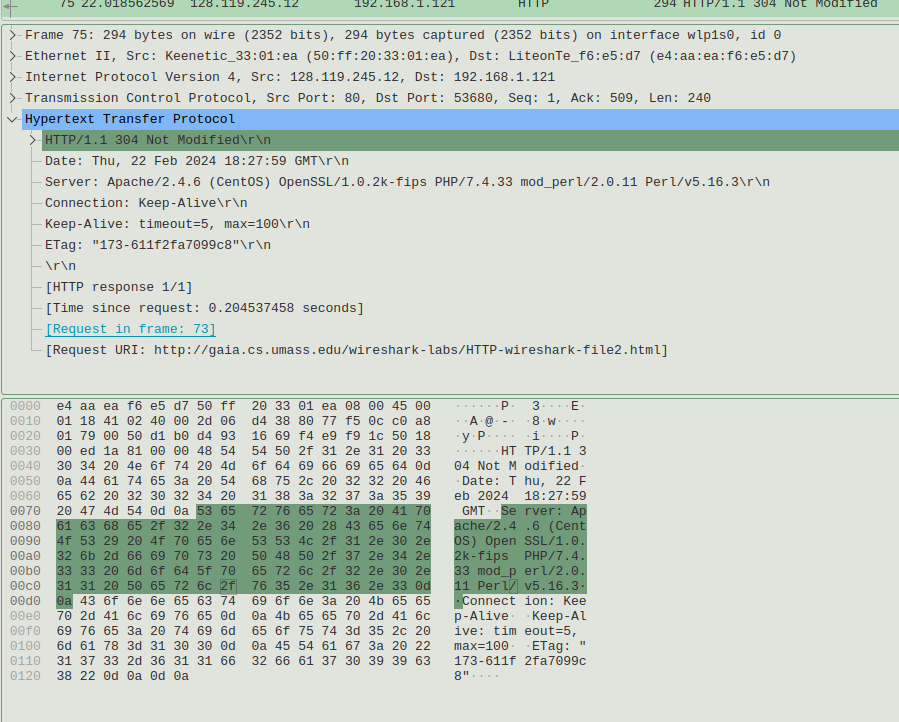 75 22.018562569 128.119.245.12 192.168.1.121 HTTP 294 HTTP/1.1 304 Not Modified
Frame 75: 294 bytes on wire (2352 bits), 294 bytes captured (2352 bits) on interface wlp1s0, id 0
Ethernet II, Src: Keenetic_33:01:ea (50:ff:20:33:01:ea), Dst: LiteonTe_f6:e5:d7 (e4:aa:ea:f6:e5:d7)
Internet Protocol Version 4, Src: 128.119.245.12, Dst: 192.168.1.121
Transmission Control Protocol, Src Port: 80, Dst Port: 53680, Seq: 1, Ack: 509, Len: 240
Hypertext Transfer Protocol
HTTP/1.1 304 Not Modified\r\n
Date: Thu, 22 Feb 2024 18:27:59 GMT\r\n
Server: Apache/2.4.6 (CentOS) OpenSSL/1.0.2k-fips PHP/7.4.33 mod_perl/2.0.11 Perl/v5.16.3\r\n
Connection: Keep-Alive\r\n
Keep-Alive: timeout=5, max=100\r\n
ETag: "173-611f2fa7099c8"\r\n
\r\n
[HTTP response 1/1]
[Time since request: 0.204537458 seconds]
[Request in frame: 73]
[Request URI: http://gaia.cs.umass.edu/wireshark-labs/HTTP-wireshark-file2.html]
0000 e4 aa ea f6 e5 d7 50 ff 20 33 01 ea 08 00 45 00 ······P· 3····E·
0010 01 18 41 02 40 00 2d 06 d4 38 80 77 f5 0c c0 a8 ··A·@·-· ·8·w····
0020 01 79 00 50 d1 b0 d4 93 16 69 f4 e9 f9 1c 50 18 ·y·P···· ·i····P·
0030 00 ed 1a 81 00 00 48 54 54 50 2f 31 2e 31 20 33 ······HT TP/1.1 3
0040 30 34 20 4e 6f 74 20 4d 6f 64 69 66 69 65 64 0d 04 Not M odified·
0050 0a 44 61 74 65 3a 20 54 68 75 2c 20 32 32 20 46 ·Date: T hu, 22 F
0060 65 62 20 32 30 32 34 20 31 38 3a 32 37 3a 35 39 eb 2024  18:27:59
0070 20 47 4d 54 0d 0a 53 65 72 76 65 72 3a 20 41 70 GMT··Se rver: Ap
0080 61 63 68 65 2f 32 2e 34 2e 36 20 28 43 65 6e 74 ache/2.4 .6 (Cent
0090 4f 53 29 20 4f 70 65 6e 53 53 4c 2f 31 2e 30 2e OS) Open SSL/1.0.
00a0 32 6b 2d 66 69 70 73 20 50 48 50 2f 37 2e 34 2e 2k-fips  PHP/7.4.
00b0 33 33 20 6d 6f 64 5f 70 65 72 6c 2f 32 2e 30 2e 33 mod_p erl/2.0.
00c0 31 31 20 50 65 72 6c 2f 76 35 2e 31 36 2e 33 0d 11 Perl/ v5.16.3·
00d0 0a 43 6f 6e 6e 65 63 74 69 6f 6e 3a 20 4b 65 65 ·Connect ion: Kee
00e0 70 2d 41 6c 69 76 65 0d 0a 4b 65 65 70 2d 41 6c p-Alive· ·Keep-Al
00f0 69 76 65 3a 20 74 69 6d 65 6f 75 74 3d 35 2c 20 ive: tim eout=5,
0100 6d 61 78 3d 31 30 30 0d 0a 45 54 61 67 3a 20 22 max=100· ·ETag: "
0110 31 37 33 2d 36 31 31 66 32 66 61 37 30 39 39 63 173-611f 2fa7099c
0120 38 22 0d 0a 0d 0a 8"····